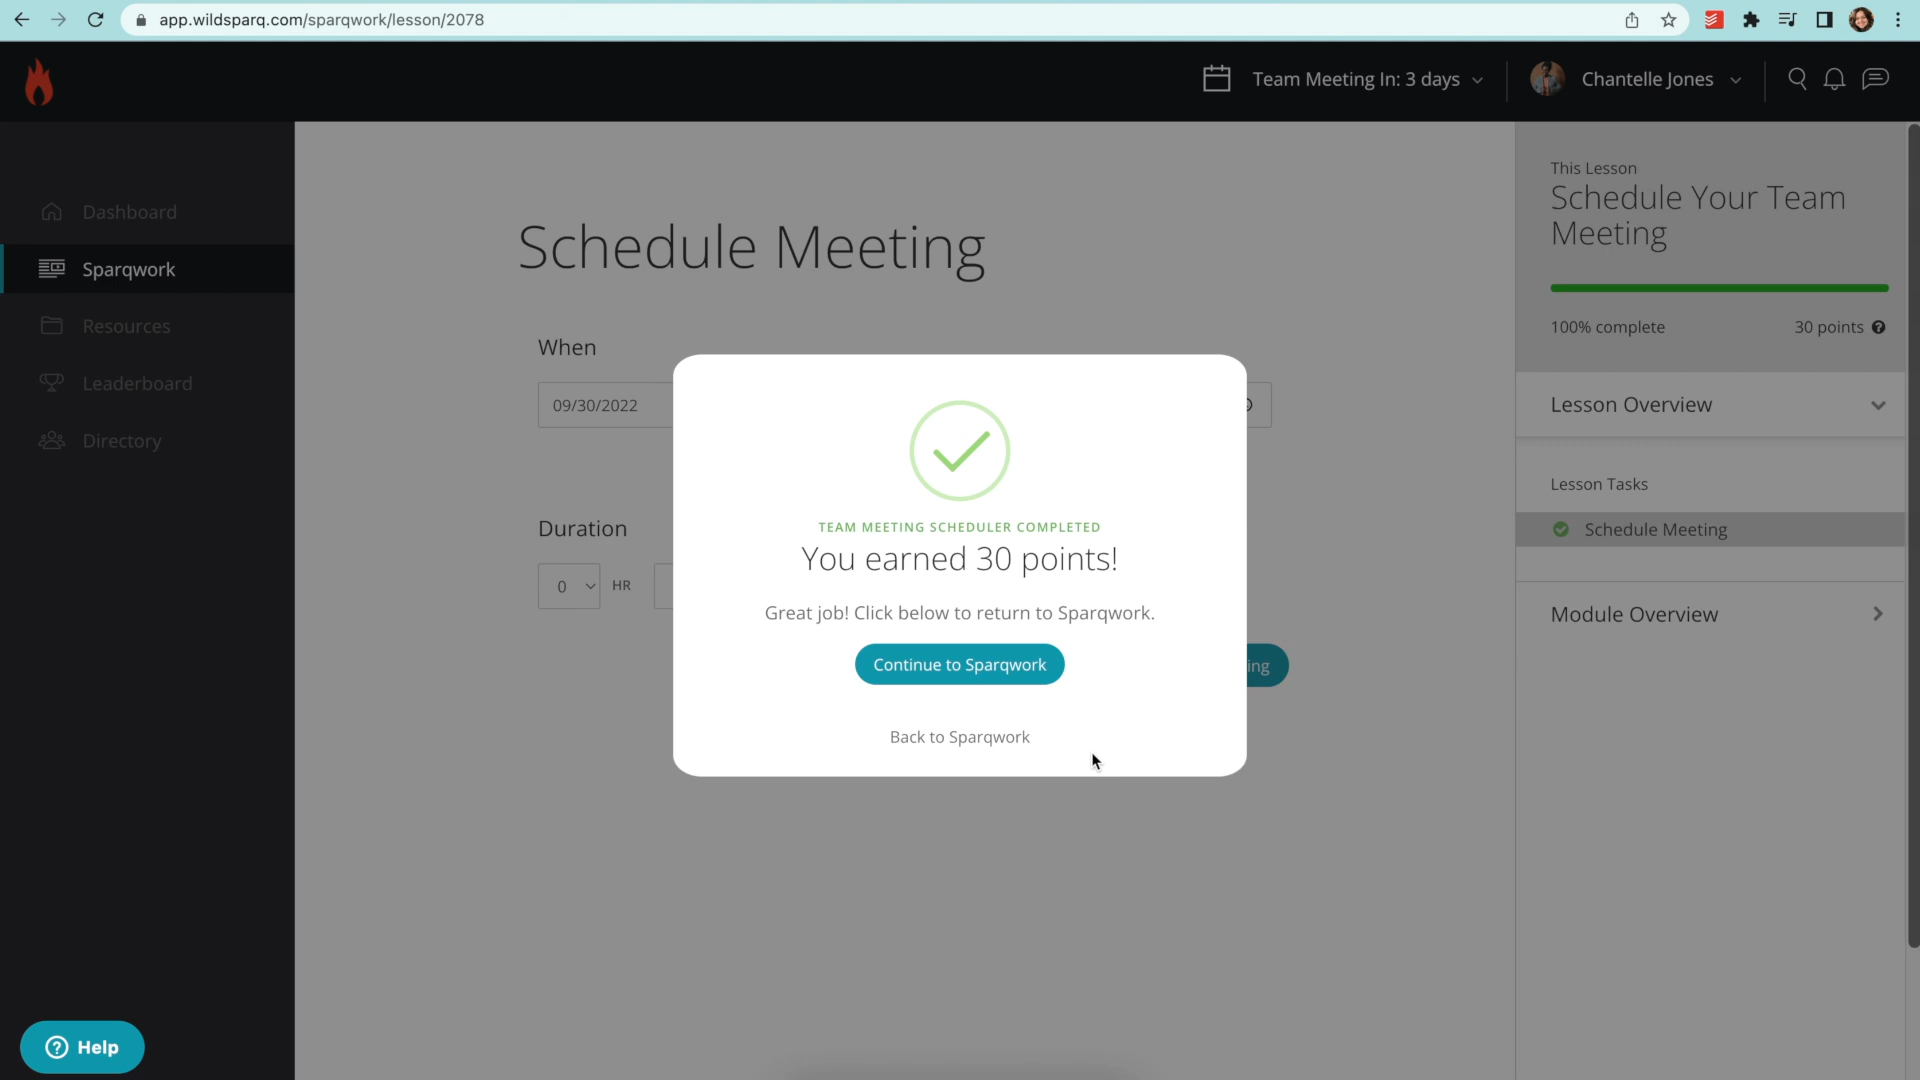 app.wildsparq.com/sparqwork/lesson/2078
Team Meeting In: 3 days
Chantelle Jones
Dashboard
Sparqwork
Resources
Leaderboard
Directory
Help
Schedule Meeting
When
09/30/2022
Duration
0
HR
ing
TEAM MEETING SCHEDULER COMPLETED
You earned 30 points!
Great job! Click below to return to Sparqwork.
Continue to Sparqwork
Back to Sparqwork
This Lesson
Schedule Your Team
Meeting
100% complete
30 points
Lesson Overview
Lesson Tasks
Schedule Meeting
Module Overview